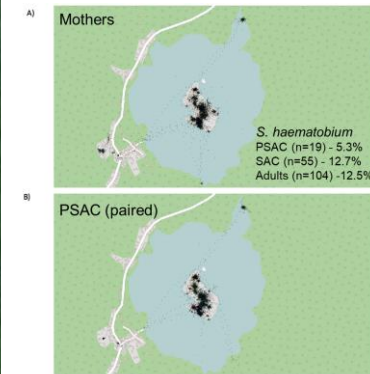 A)
Mothers
S. haematobium
PSAC (n=19) - 5.3%
SAC (n=55) - 12.7%
Adults (n=104) -12.5%
B)
PSAC (paired)